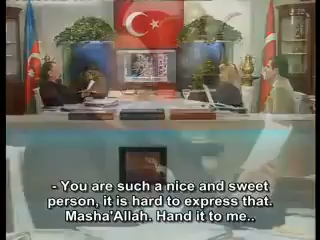 - You are such a nice and sweet
person, it is hard to express that.
Masha'Allah. Hand it to me..